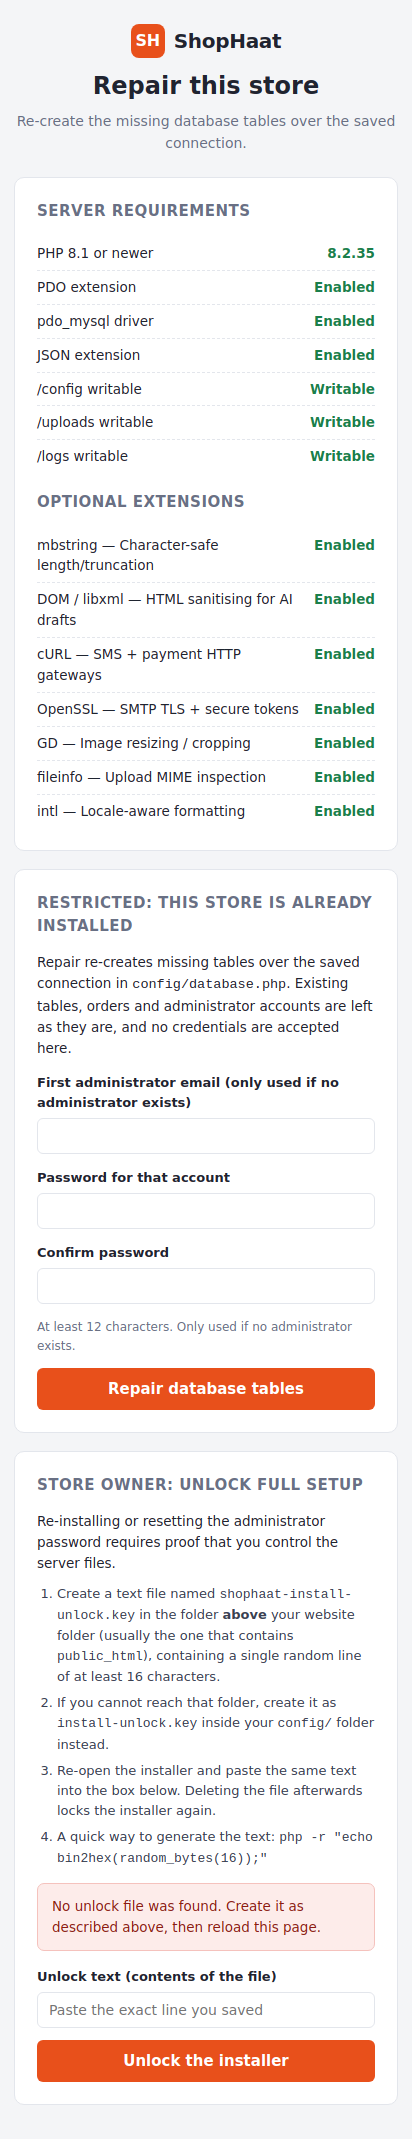 SH ShopHaat
Repair this store
Re-create the missing database tables over the saved
connection.
SERVER REQUIREMENTS
PHP 8.1 or newer 8.2.35
PDO extension Enabled
pdo_mysql driver Enabled
JSON extension Enabled
/config writable Writable
/uploads writable Writable
/logs writable Writable
OPTIONAL EXTENSIONS
mbstring — Character-safe Enabled
length/truncation
DOM / libxml — HTML sanitising for AI Enabled
drafts
cURL — SMS + payment HTTP Enabled
gateways
OpenSSL — SMTP TLS + secure tokens Enabled
GD — Image resizing / cropping Enabled
fileinfo — Upload MIME inspection Enabled
intl — Locale-aware formatting Enabled
RESTRICTED: THIS STORE IS ALREADY
INSTALLED
Repair re-creates missing tables over the saved
connection in config/database.php. Existing
tables, orders and administrator accounts are left
as they are, and no credentials are accepted
here.
First administrator email (only used if no
administrator exists)
Password for that account
Confirm password
At least 12 characters. Only used if no administrator
exists.
Repair database tables
STORE OWNER: UNLOCK FULL SETUP
Re-installing or resetting the administrator
password requires proof that you control the
server files.
1. Create a text file named shophaat-install-
unlock.key in the folder above your website
folder (usually the one that contains
public_html), containing a single random line
of at least 16 characters.
2. If you cannot reach that folder, create it as
install-unlock.key inside your config/ folder
instead.
3. Re-open the installer and paste the same text
into the box below. Deleting the file afterwards
locks the installer again.
4. A quick way to generate the text: php -r "echo
bin2hex(random_bytes(16));"
No unlock file was found. Create it as
described above, then reload this page.
Unlock text (contents of the file)
Paste the exact line you saved
Unlock the installer